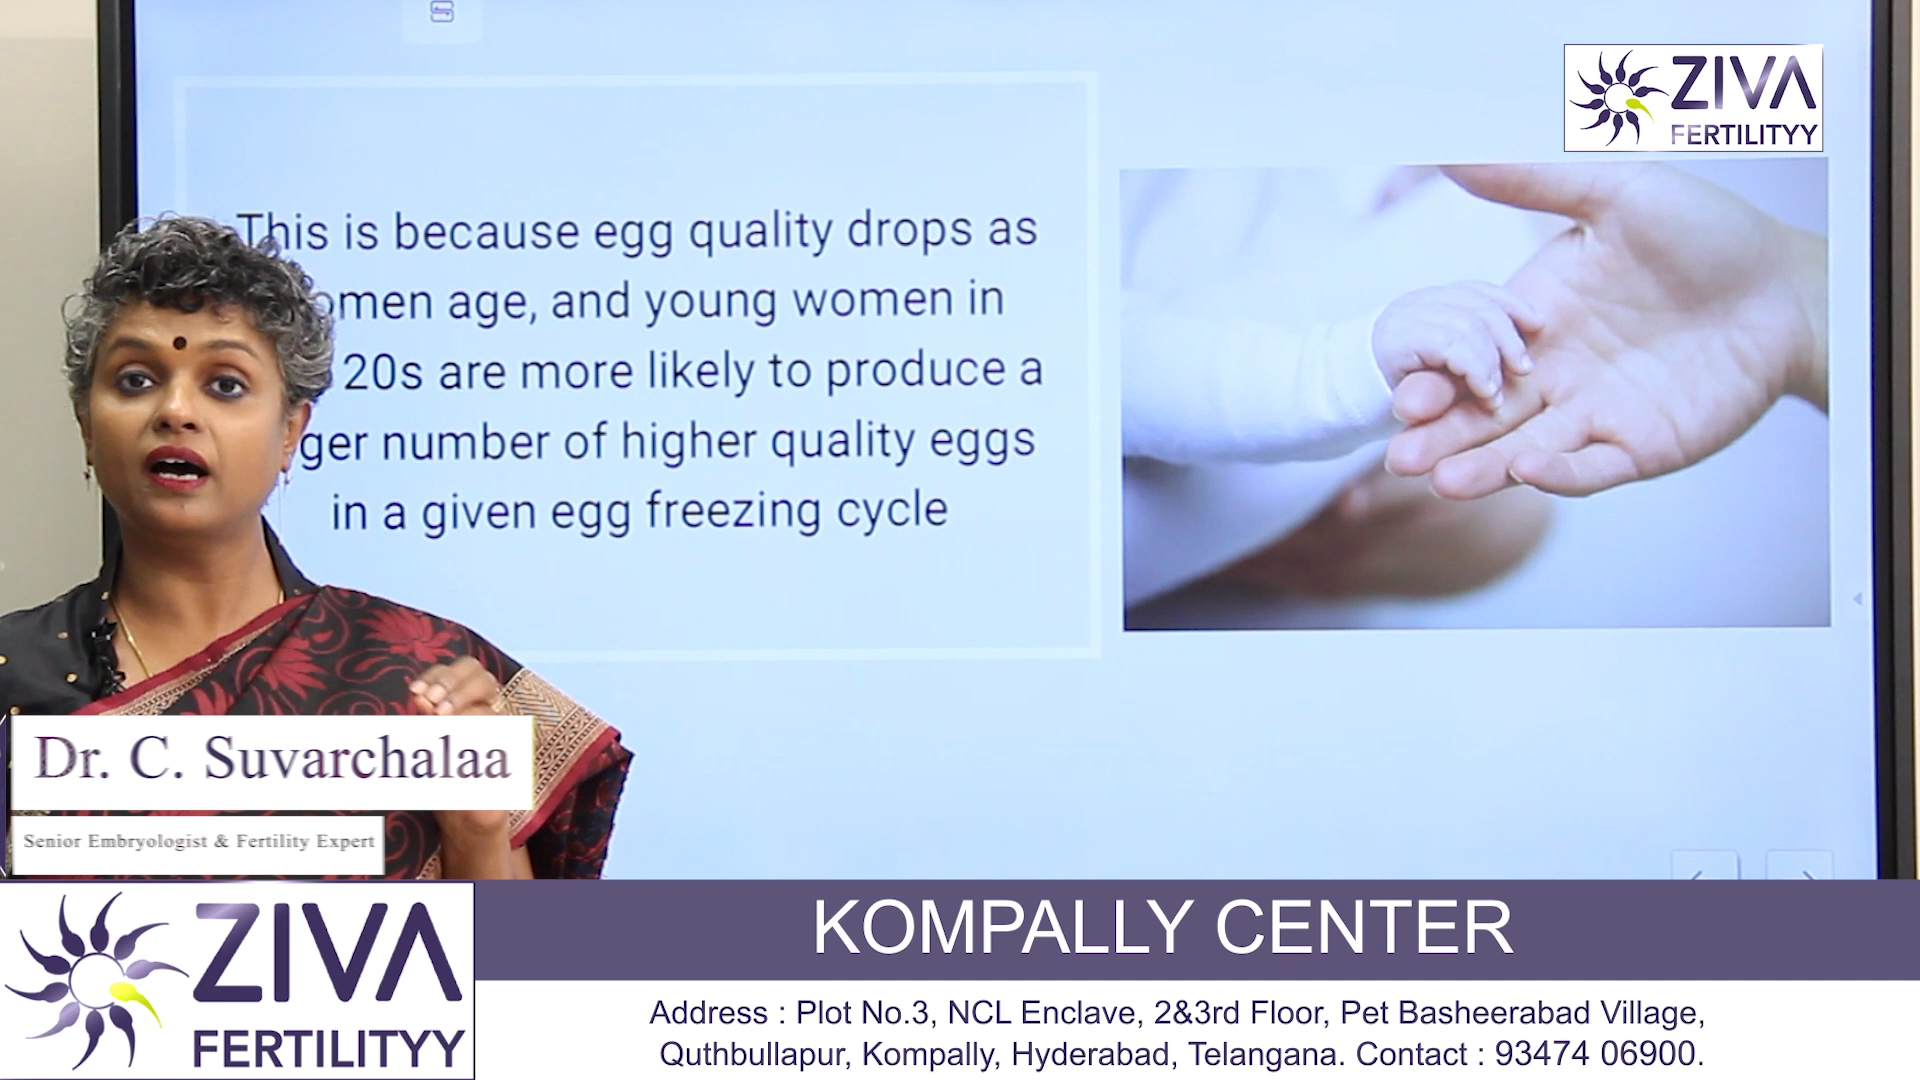 ZIVA
FERTILITYY
This is because egg quality drops as
omen age, and young women in
20s are more likely to produce a
ger number of higher quality eggs
in a given egg freezing cycle
Dr. C. Suvarchalaa
Senior Embryologist & Fertility Expert
ZIVA
FERTILITYY
KOMPALLY CENTER
Address : Plot No.3, NCL Enclave, 2&3rd Floor, Pet Basheerabad Village,
Quthbullapur, Kompally, Hyderabad, Telangana. Contact : 93474 06900.